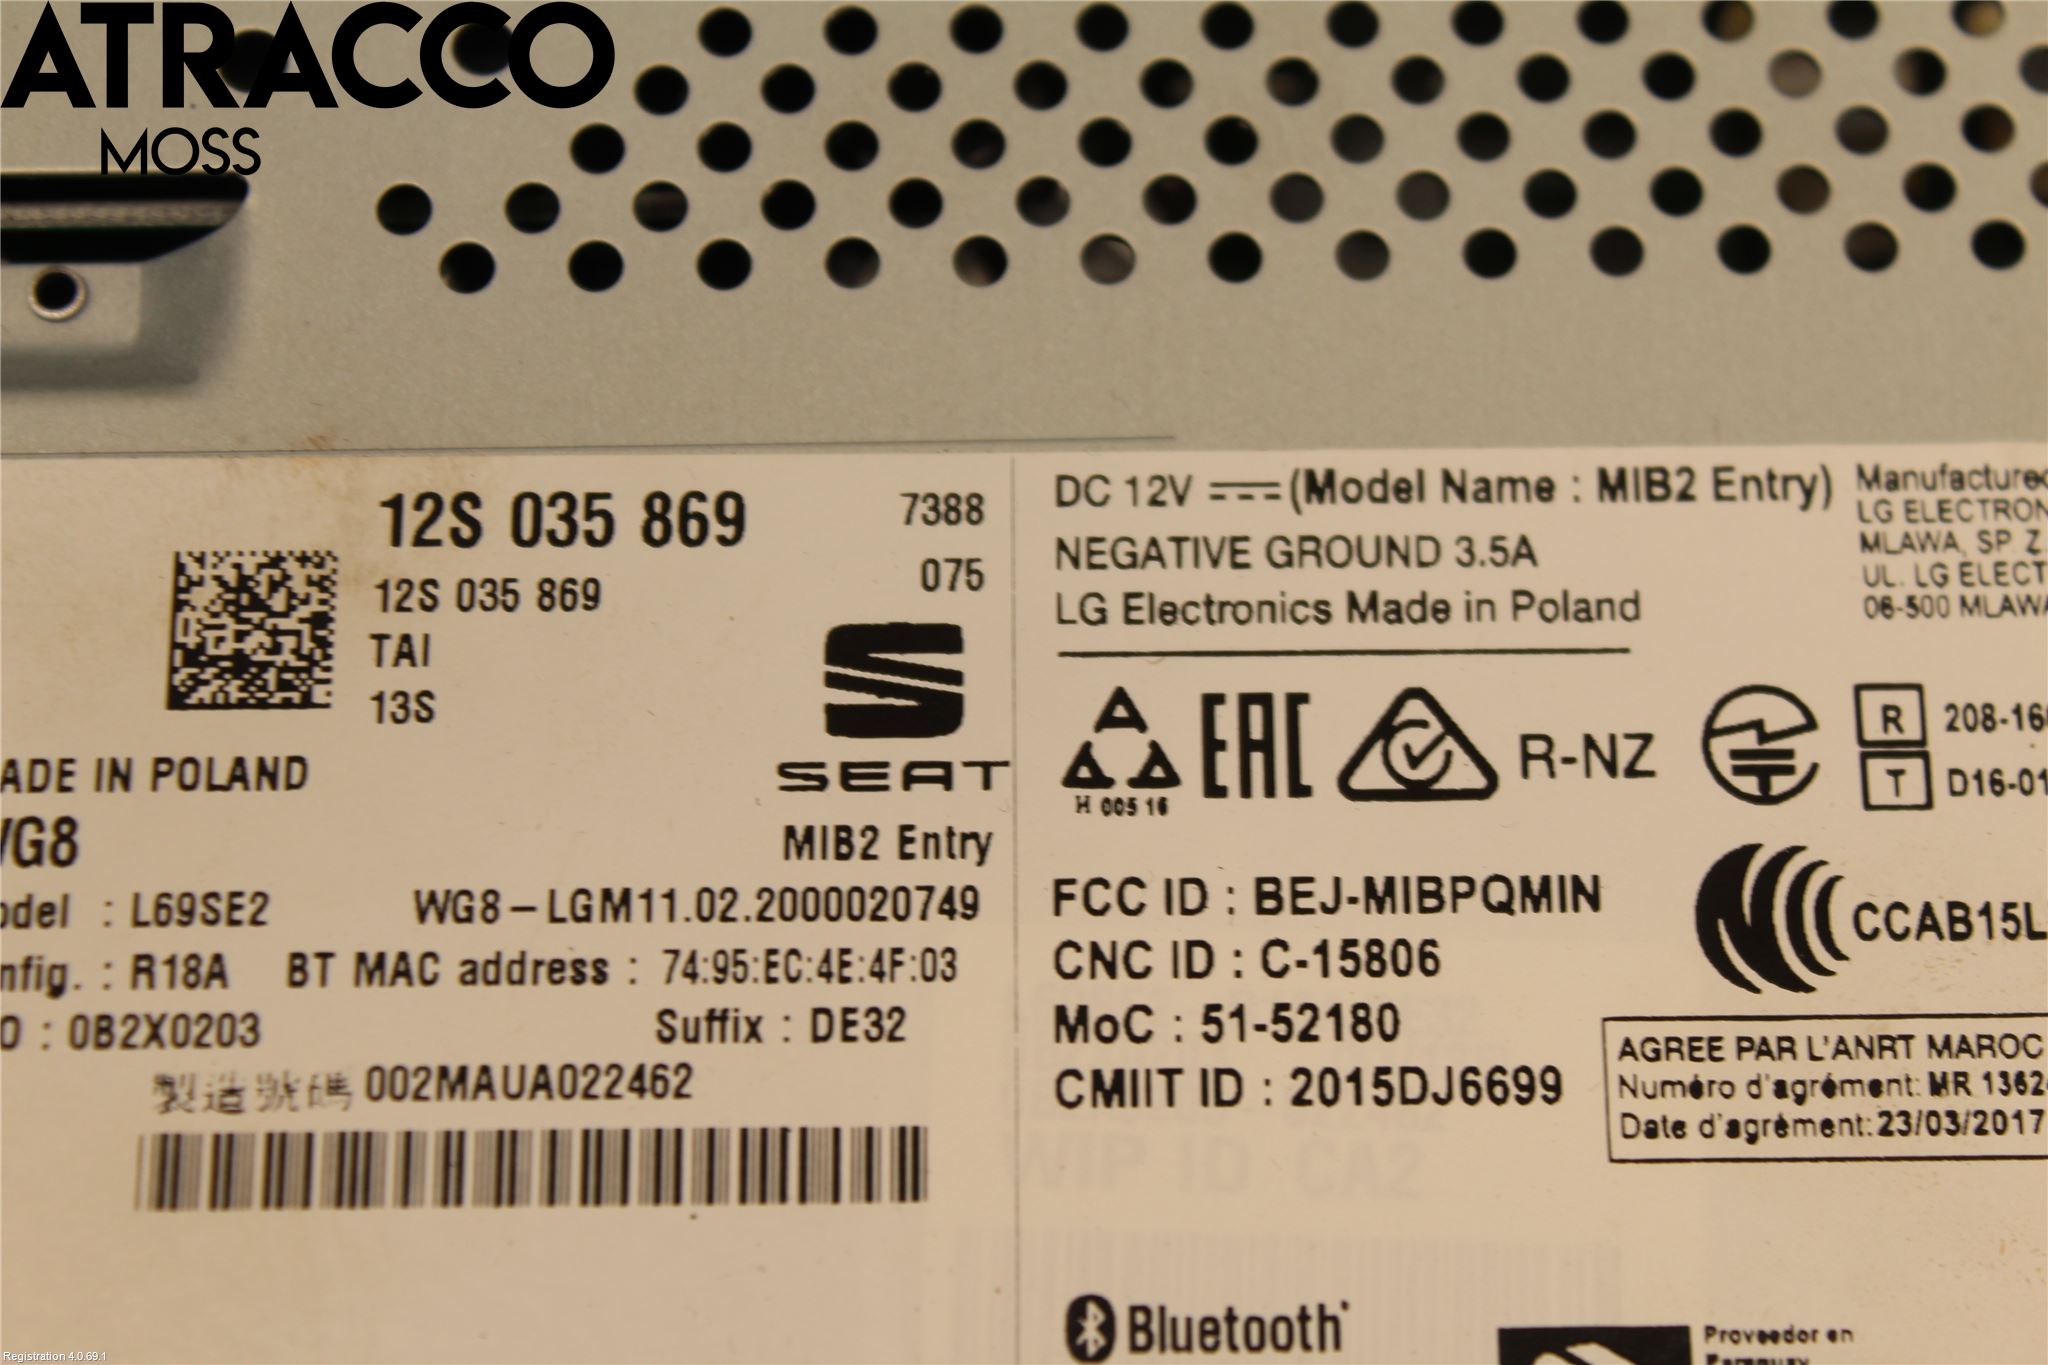 ATRACCO
MOSS
12S 035 869
7388
12S 035 869
075
TAI
13S
SEAT
ADE IN POLAND
MIB2 Entry
G8
odel : L69SE2
WG8-LGM11.02.2000020749
nfig. : R18A
BT MAC address : 74:95:EC:4E:4F:03
O : 0B2X0203
Suffix : DE32
製造號碼 002MAUA022462
DC 12V (Model Name : MIB2 Entry)
NEGATIVE GROUND 3.5A
LG Electronics Made in Poland
Manufactured
LG ELECTRON
MLAWA, SP. Z.
UL. LG ELECT
06-500 MLAWA
A
H 005 16
EAC
R-NZ
R 208-160
T D16-01
FCC ID : BEJ-MIBPQMIN
CNC ID : C-15806
MoC : 51-52180
CMIIT ID : 2015DJ6699
CCAB15L
AGREE PAR L'ANRT MAROC
Numéro d'agrément: MR 1362
Date d'agrément: 23/03/2017
WIP ID CA2
Bluetooth
Proveedor en
Registration 4.0.69.1